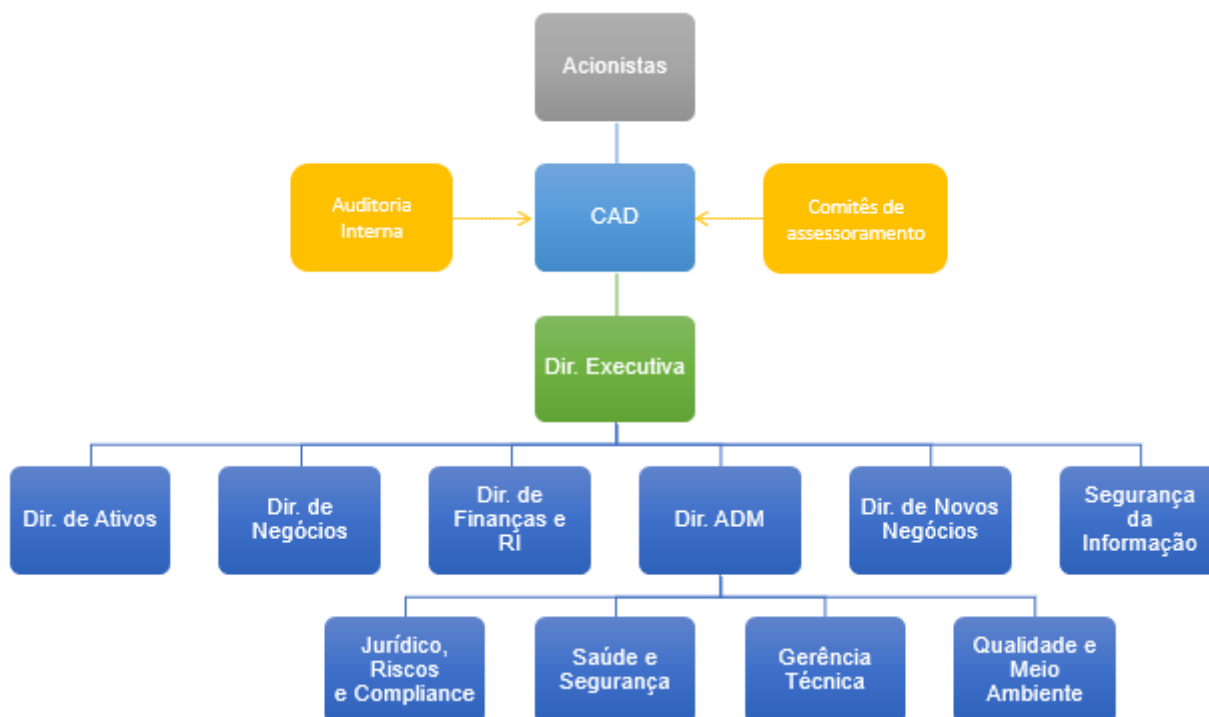 Acionistas
Auditoria
Interna
CAD
Comitês de
assessoramento
Dir. Executiva
Dir. de Ativos
Dir. de
Negócios
Dir. de
Finanças e
RI
Dir. ADM
Dir. de Novos
Negócios
Segurança
da
Informação
Jurídico,
Riscos
e Compliance
Saúde e
Segurança
Gerência
Técnica
Qualidade e
Meio
Ambiente